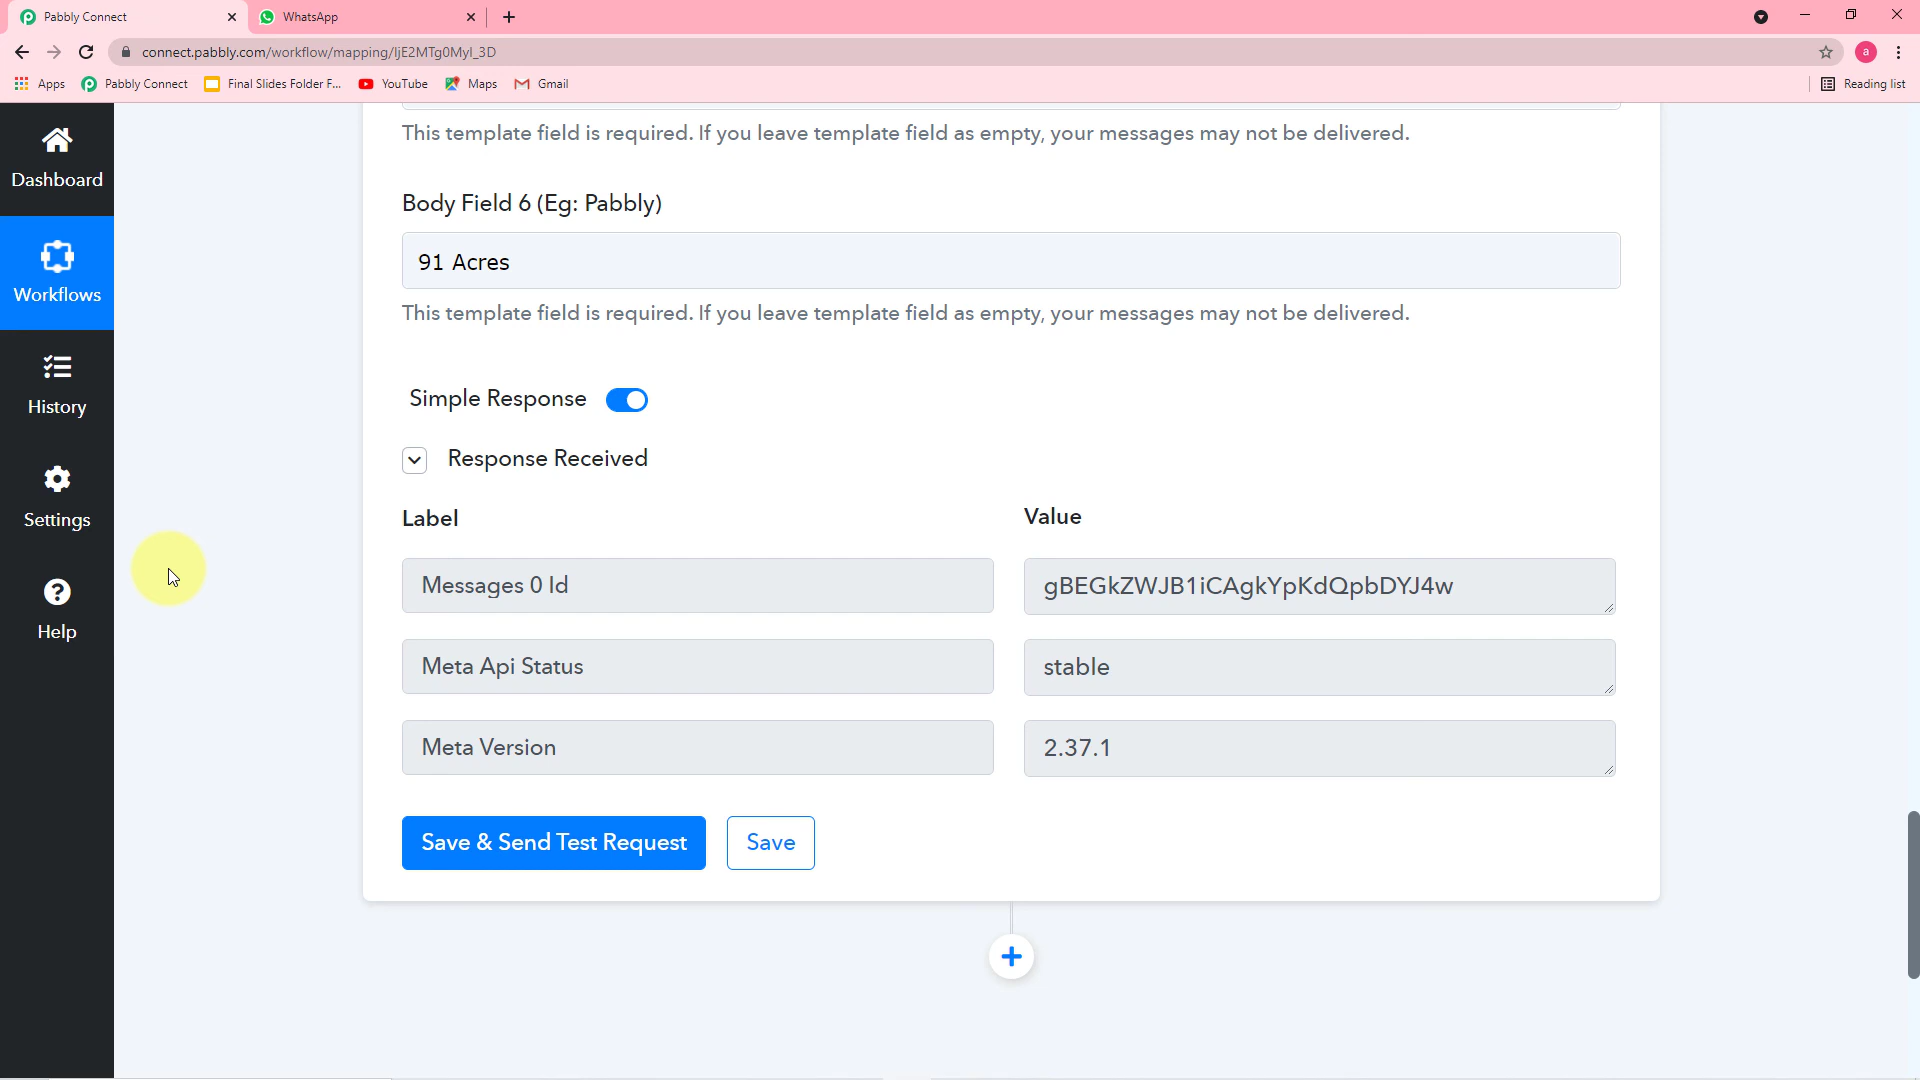 Pabbly Connect
WhatsApp
connect.pabbly.com/workflow/mapping/IjE2MTg0MyI_3D
a
Apps
Pabbly Connect
Final Slides Folder F...
YouTube
Maps
Gmail
Reading list
Dashboard
Workflows
History
Settings
Help
This template field is required. If you leave template field as empty, your messages may not be delivered.
Body Field 6 (Eg: Pabbly)
91 Acres
This template field is required. If you leave template field as empty, your messages may not be delivered.
Simple Response
Response Received
Label
Value
Messages 0 Id
gBEGkZWJB1iCAgkYpKdQpbDYJ4w
Meta Api Status
stable
Meta Version
2.37.1
Save & Send Test Request
Save